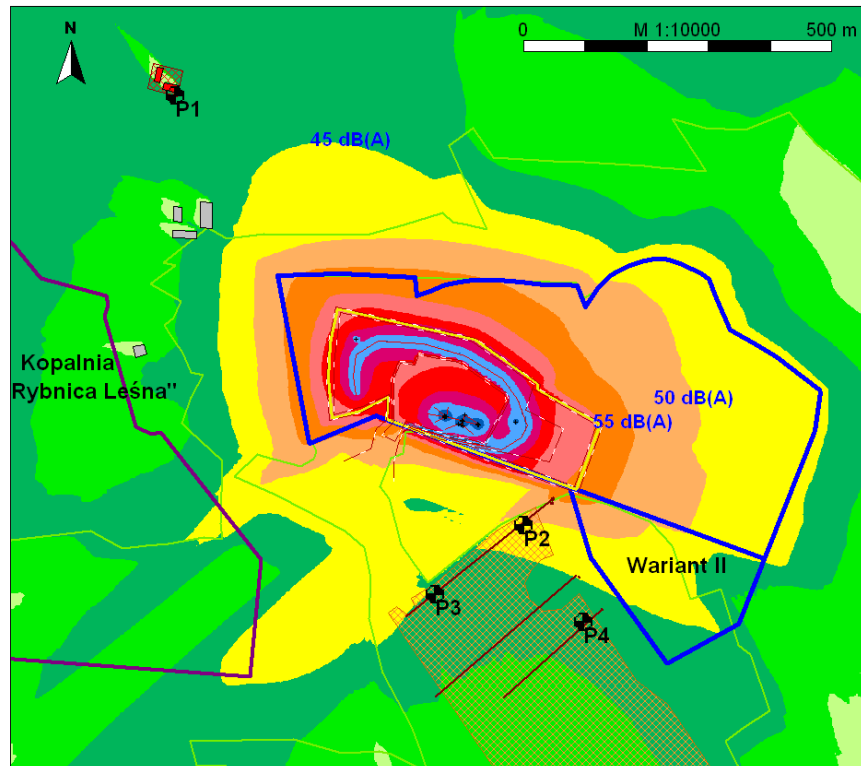 N
0 M 1:10000 500 m
P1
45 dB(A)
Kopalnia
Rybnica Leśna"
50 dB(A)
55 dB(A)
P2
Wariant II
P3
P4